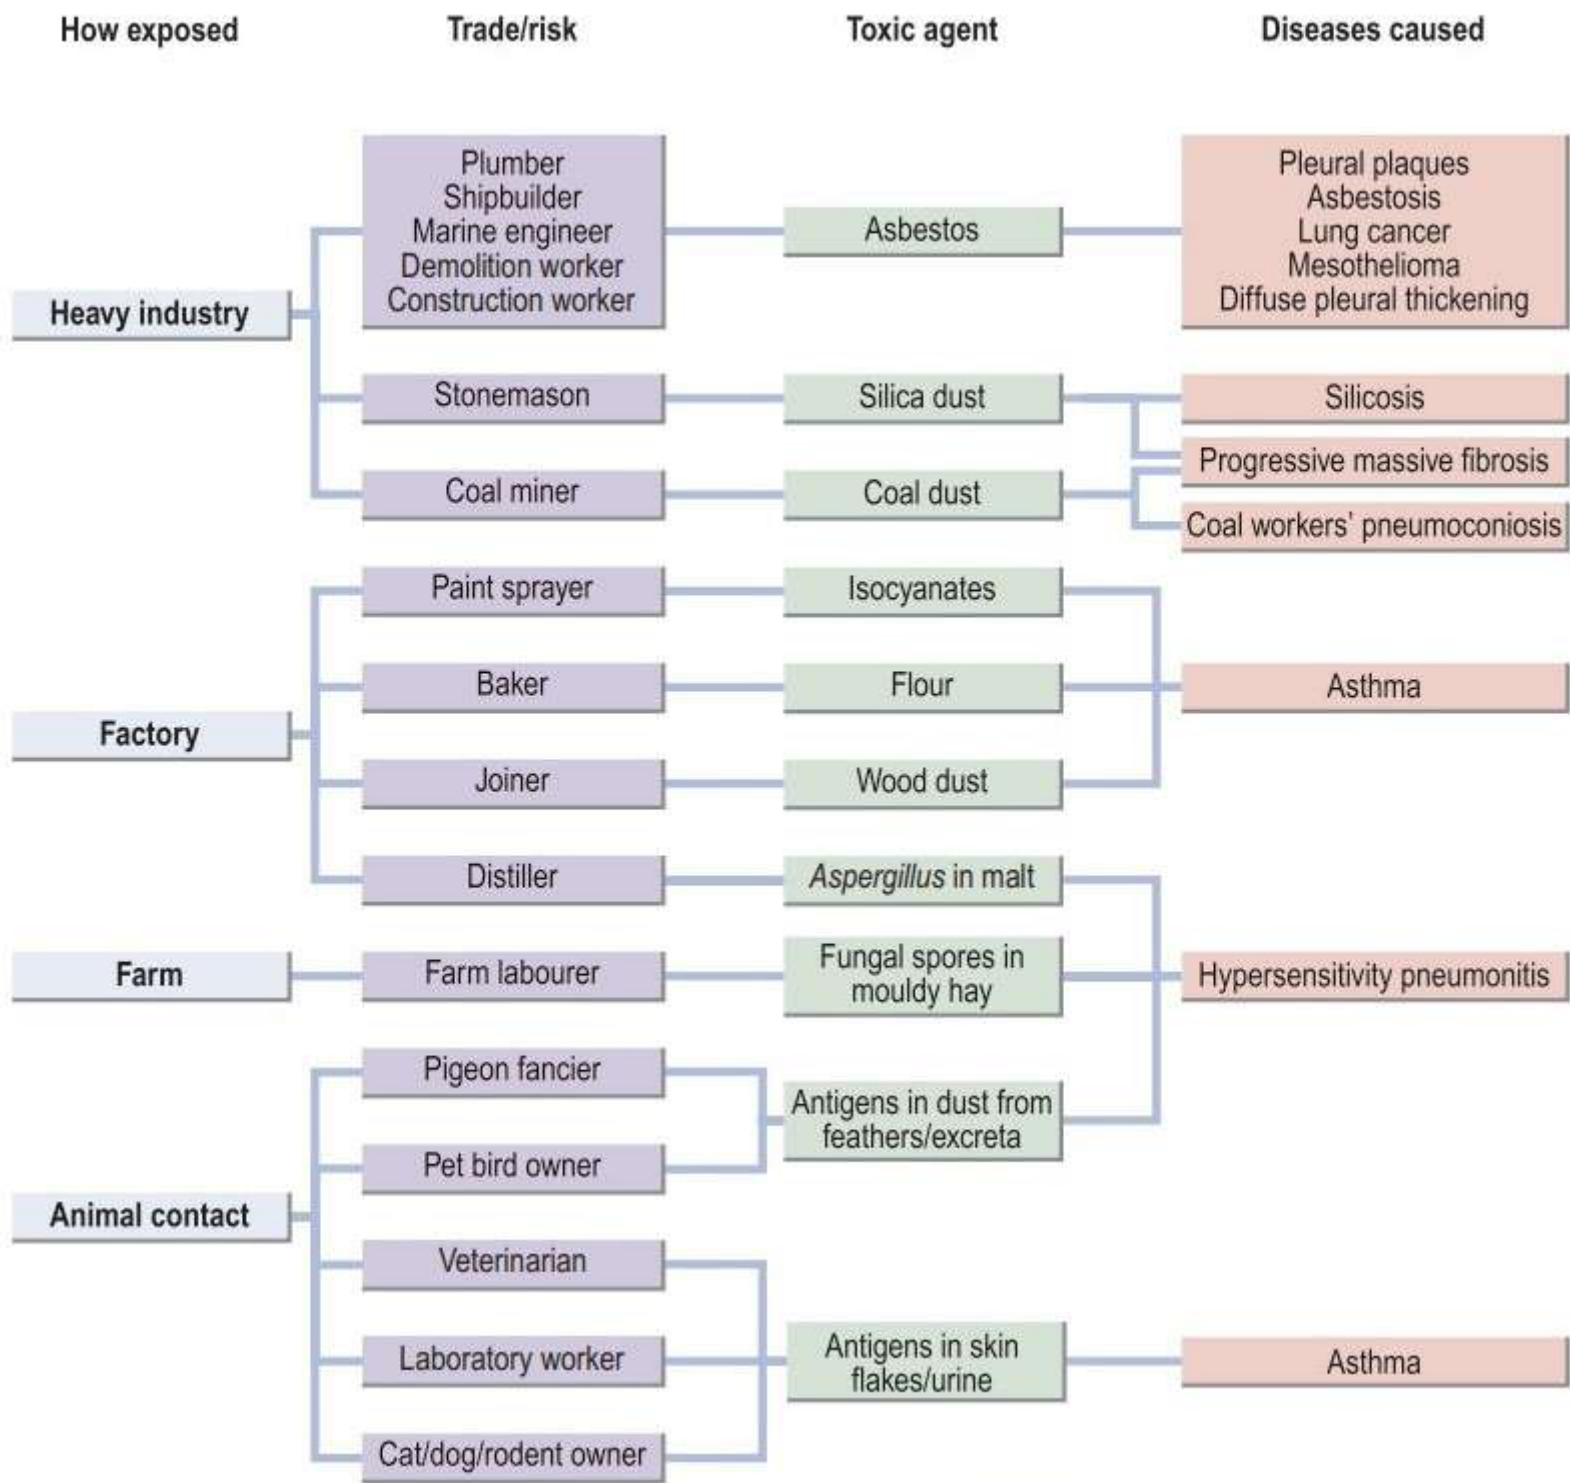 How exposed
Trade/risk
Toxic agent
Diseases caused
Heavy industry
Plumber
Shipbuilder
Marine engineer
Demolition worker
Construction worker
Asbestos
Pleural plaques
Asbestosis
Lung cancer
Mesothelioma
Diffuse pleural thickening
Stonemason
Silica dust
Silicosis
Progressive massive fibrosis
Coal miner
Coal dust
Coal workers’ pneumoconiosis
Factory
Paint sprayer
Isocyanates
Baker
Flour
Asthma
Joiner
Wood dust
Distiller
Aspergillus in malt
Farm
Farm labourer
Fungal spores in
mouldy hay
Hypersensitivity pneumonitis
Animal contact
Pigeon fancier
Pet bird owner
Antigens in dust from
feathers/excreta
Veterinarian
Laboratory worker
Cat/dog/rodent owner
Antigens in skin
flakes/urine
Asthma